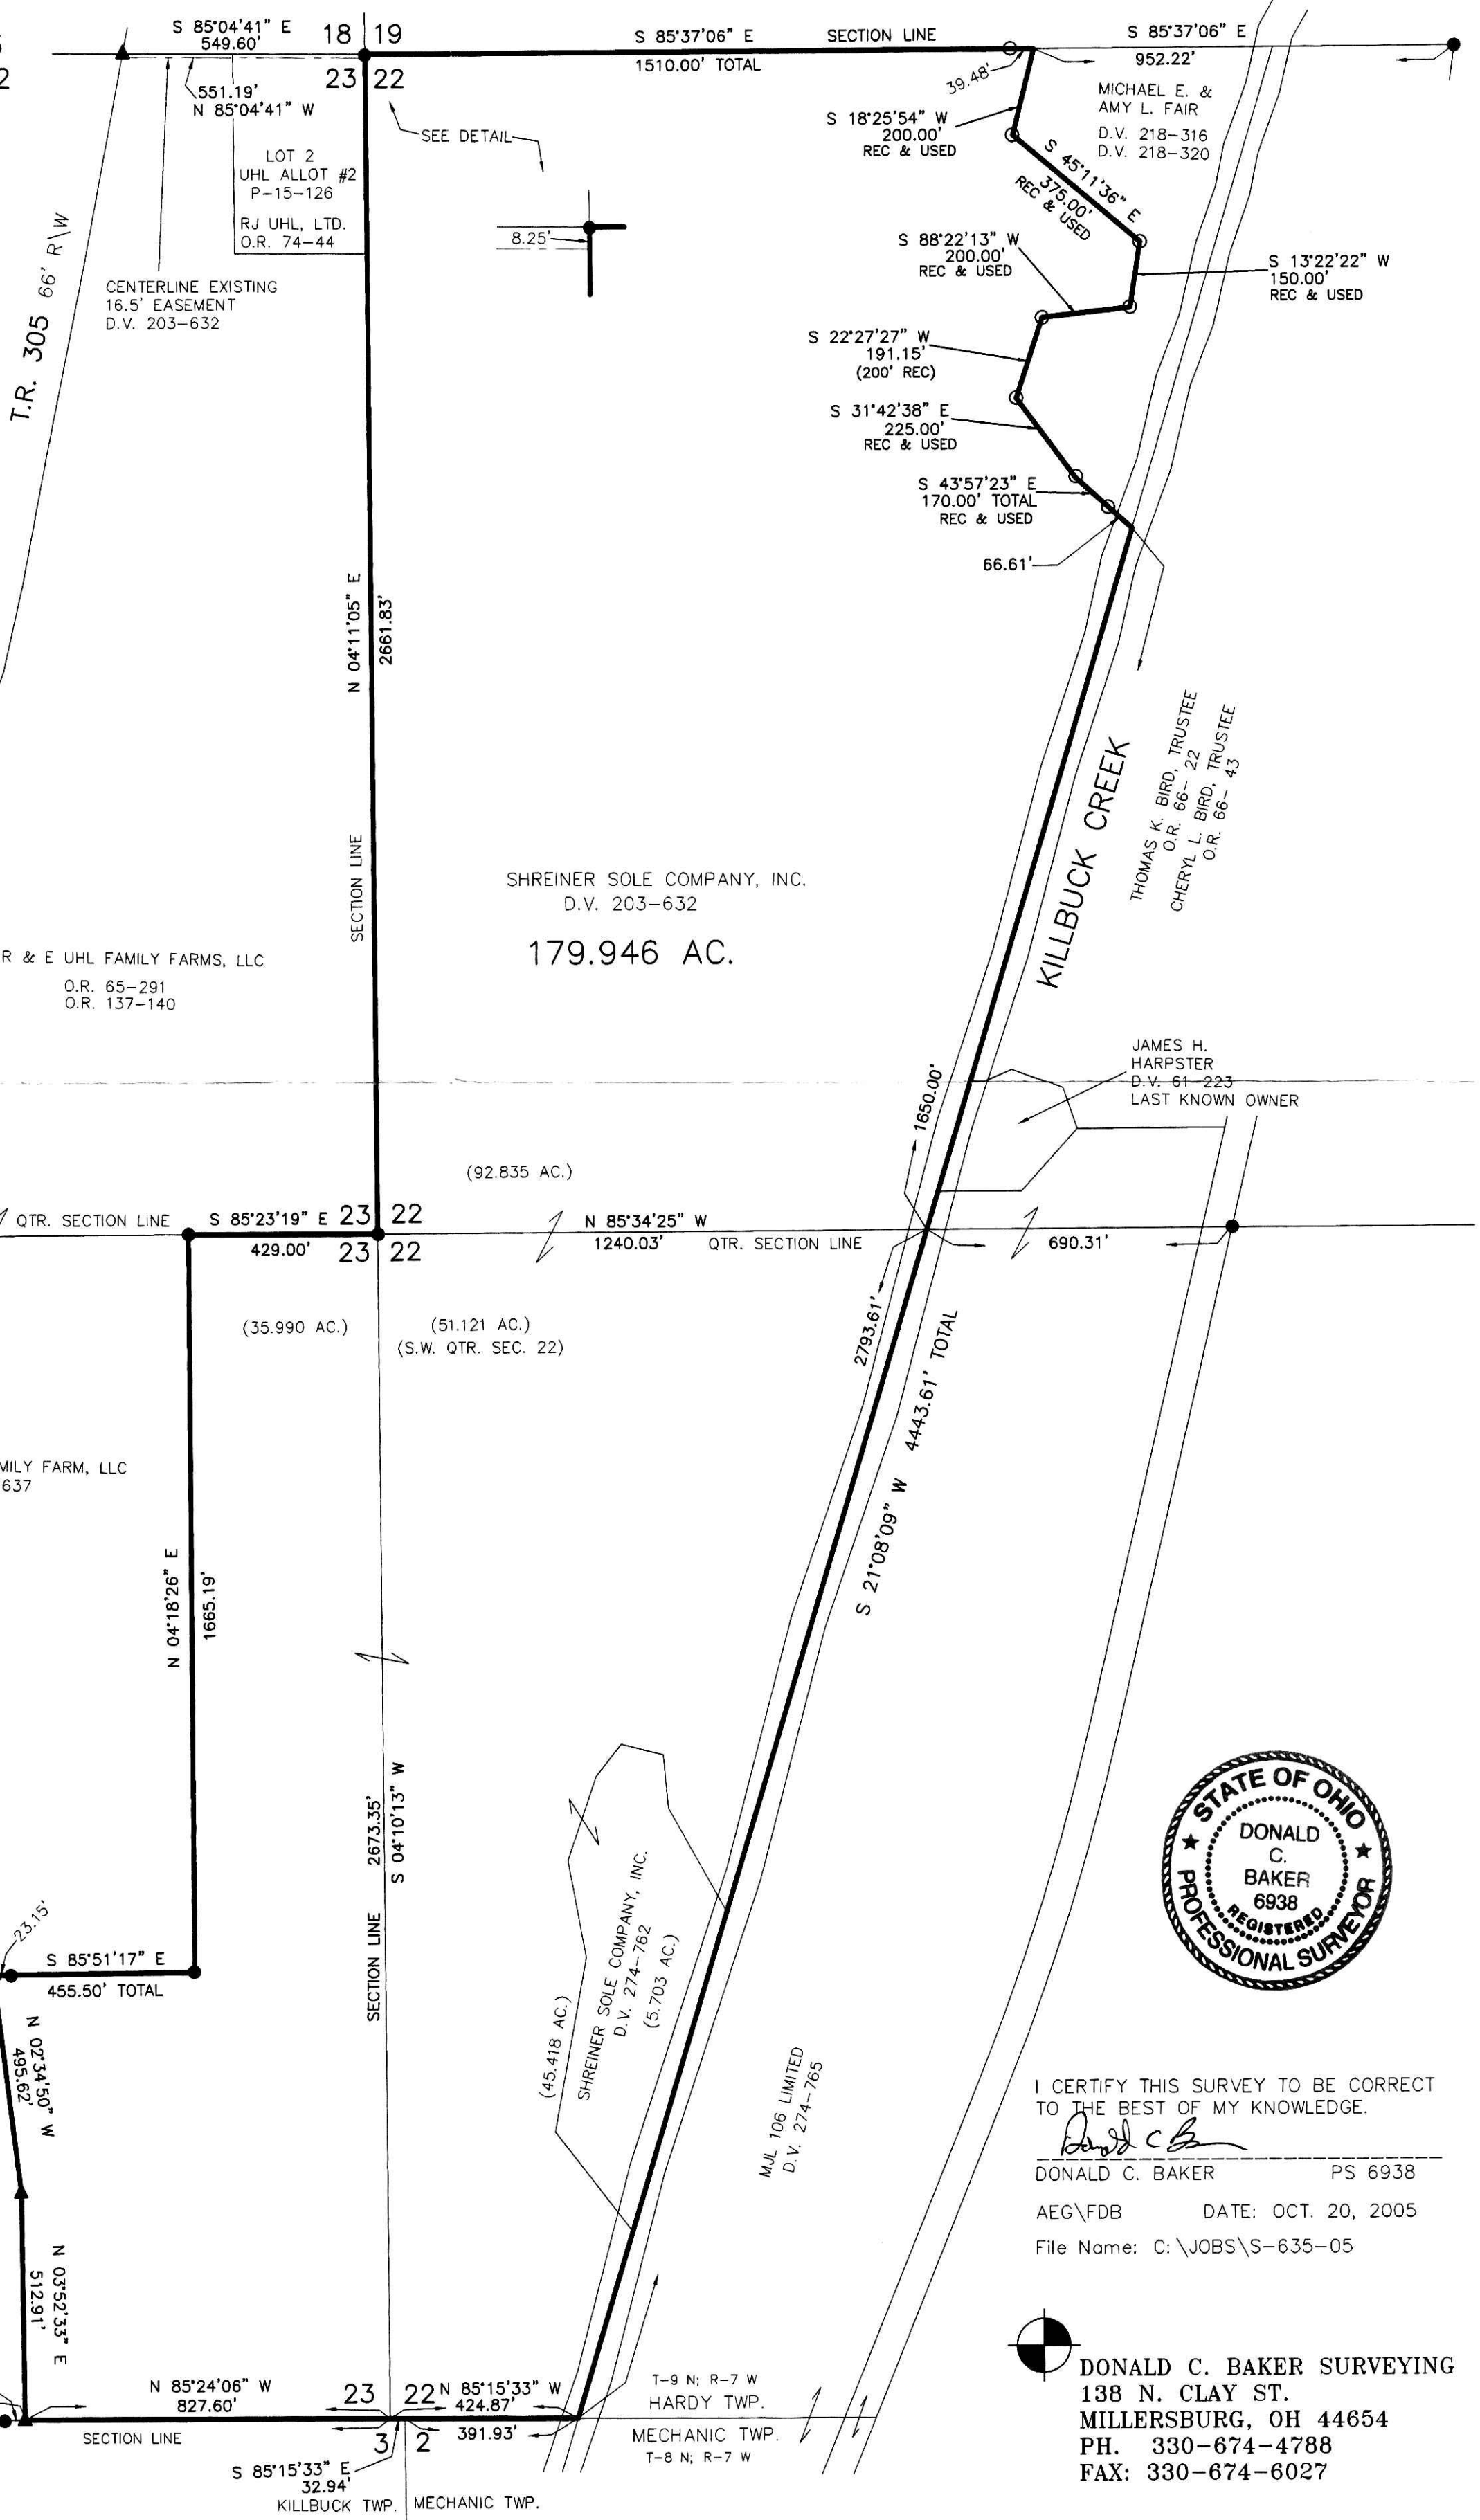 S 85°04'41" E
549.60'
18 19
23 22
S 85°37'06" E
1510.00' TOTAL
SECTION LINE
S 85°37'06" E
952.22'
39.48'
551.19'
N 85°04'41" W
SEE DETAIL
MICHAEL E. &
AMY L. FAIR
D.V. 218-316
D.V. 218-320
S 18°25'54" W
200.00'
REC & USED
LOT 2
UHL ALLOT #2
P-15-126
RJ UHL, LTD.
O.R. 74-44
S 45°11'36" E
375.00'
REC & USED
8.25'
S 88°22'13" W
200.00'
REC & USED
S 13°22'22" W
150.00'
REC & USED
T.R. 305 66' R\W
CENTERLINE EXISTING
16.5' EASEMENT
D.V. 203-632
S 22°27'27" W
191.15'
(200' REC)
S 31°42'38" E
225.00'
REC & USED
S 43°57'23" E
170.00' TOTAL
REC & USED
66.61'
N 04°11'05" E
2661.83'
SECTION LINE
THOMAS K. BIRD, TRUSTEE
O.R. 66- 22
CHERYL L. BIRD, TRUSTEE
O.R. 66- 43
KILLBUCK CREEK
SHREINER SOLE COMPANY, INC.
D.V. 203-632
179.946 AC.
R & E UHL FAMILY FARMS, LLC
O.R. 65-291
O.R. 137-140
JAMES H.
HARPSTER
D.V. 61-223
LAST KNOWN OWNER
1650.00'
(92.835 AC.)
QTR. SECTION LINE
S 85°23'19" E
429.00'
23 22
23 22
N 85°34'25" W
1240.03'
QTR. SECTION LINE
690.31'
(35.990 AC.)
(51.121 AC.)
(S.W. QTR. SEC. 22)
2793.61'
S 21°08'09" W 4443.61' TOTAL
MILY FARM, LLC
637
N 04°18'26" E
1665.19'
SECTION LINE 2673.35'
S 04°10'13" W
STATE OF OHIO
DONALD
C.
BAKER
6938
REGISTERED
PROFESSIONAL SURVEYOR
23.15'
S 85°51'17" E
455.50' TOTAL
(45.418 AC.)
SHREINER SOLE COMPANY, INC.
D.V. 274-762
(5.703 AC.)
MJL 106 LIMITED
D.V. 274-765
N 02°34'50" W
495.62'
N 03°52'33" E
512.91'
I CERTIFY THIS SURVEY TO BE CORRECT
TO THE BEST OF MY KNOWLEDGE.
DONALD C. BAKER PS 6938
AEG\FDB DATE: OCT. 20, 2005
File Name: C:\JOBS\S-635-05
N 85°24'06" W
827.60'
SECTION LINE
23 22
3 2
N 85°15'33" W
424.87'
391.93'
T-9 N; R-7 W
HARDY TWP.
MECHANIC TWP.
T-8 N; R-7 W
S 85°15'33" E
32.94'
KILLBUCK TWP.
MECHANIC TWP.
DONALD C. BAKER SURVEYING
138 N. CLAY ST.
MILLERSBURG, OH 44654
PH. 330-674-4788
FAX: 330-674-6027